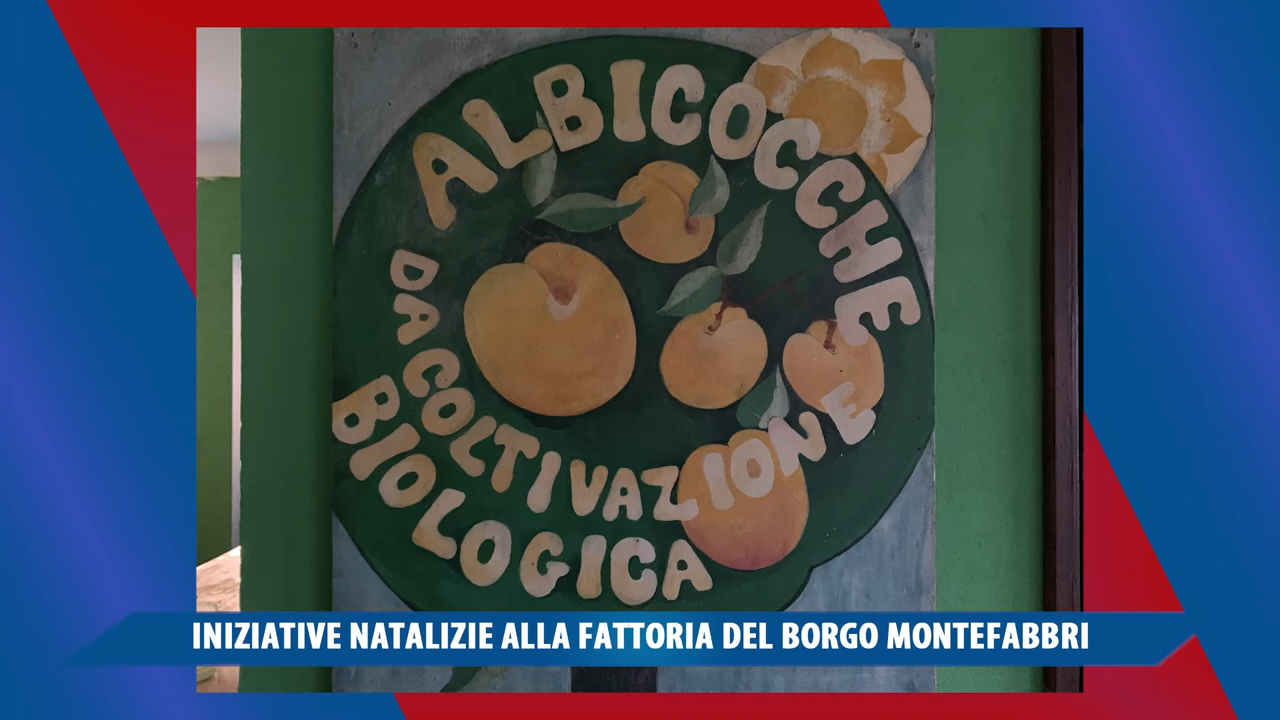 ALBICOCCHE
DA COLTIVAZIONE
BIOLOGICA
INIZIATIVE NATALIZIE ALLA FATTORIA DEL BORGO MONTEFABBRI